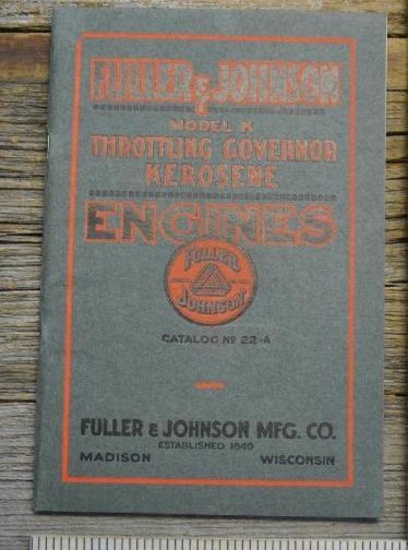 FULLER & JOHNSON
MODEL K
THROTTLING GOVERNOR
KEROSENE
ENGINES
FULLER
JOHNSON
CATALOG Nº 22-A
FULLER & JOHNSON MFG. CO.
ESTABLISHED 1840
MADISON WISCONSIN